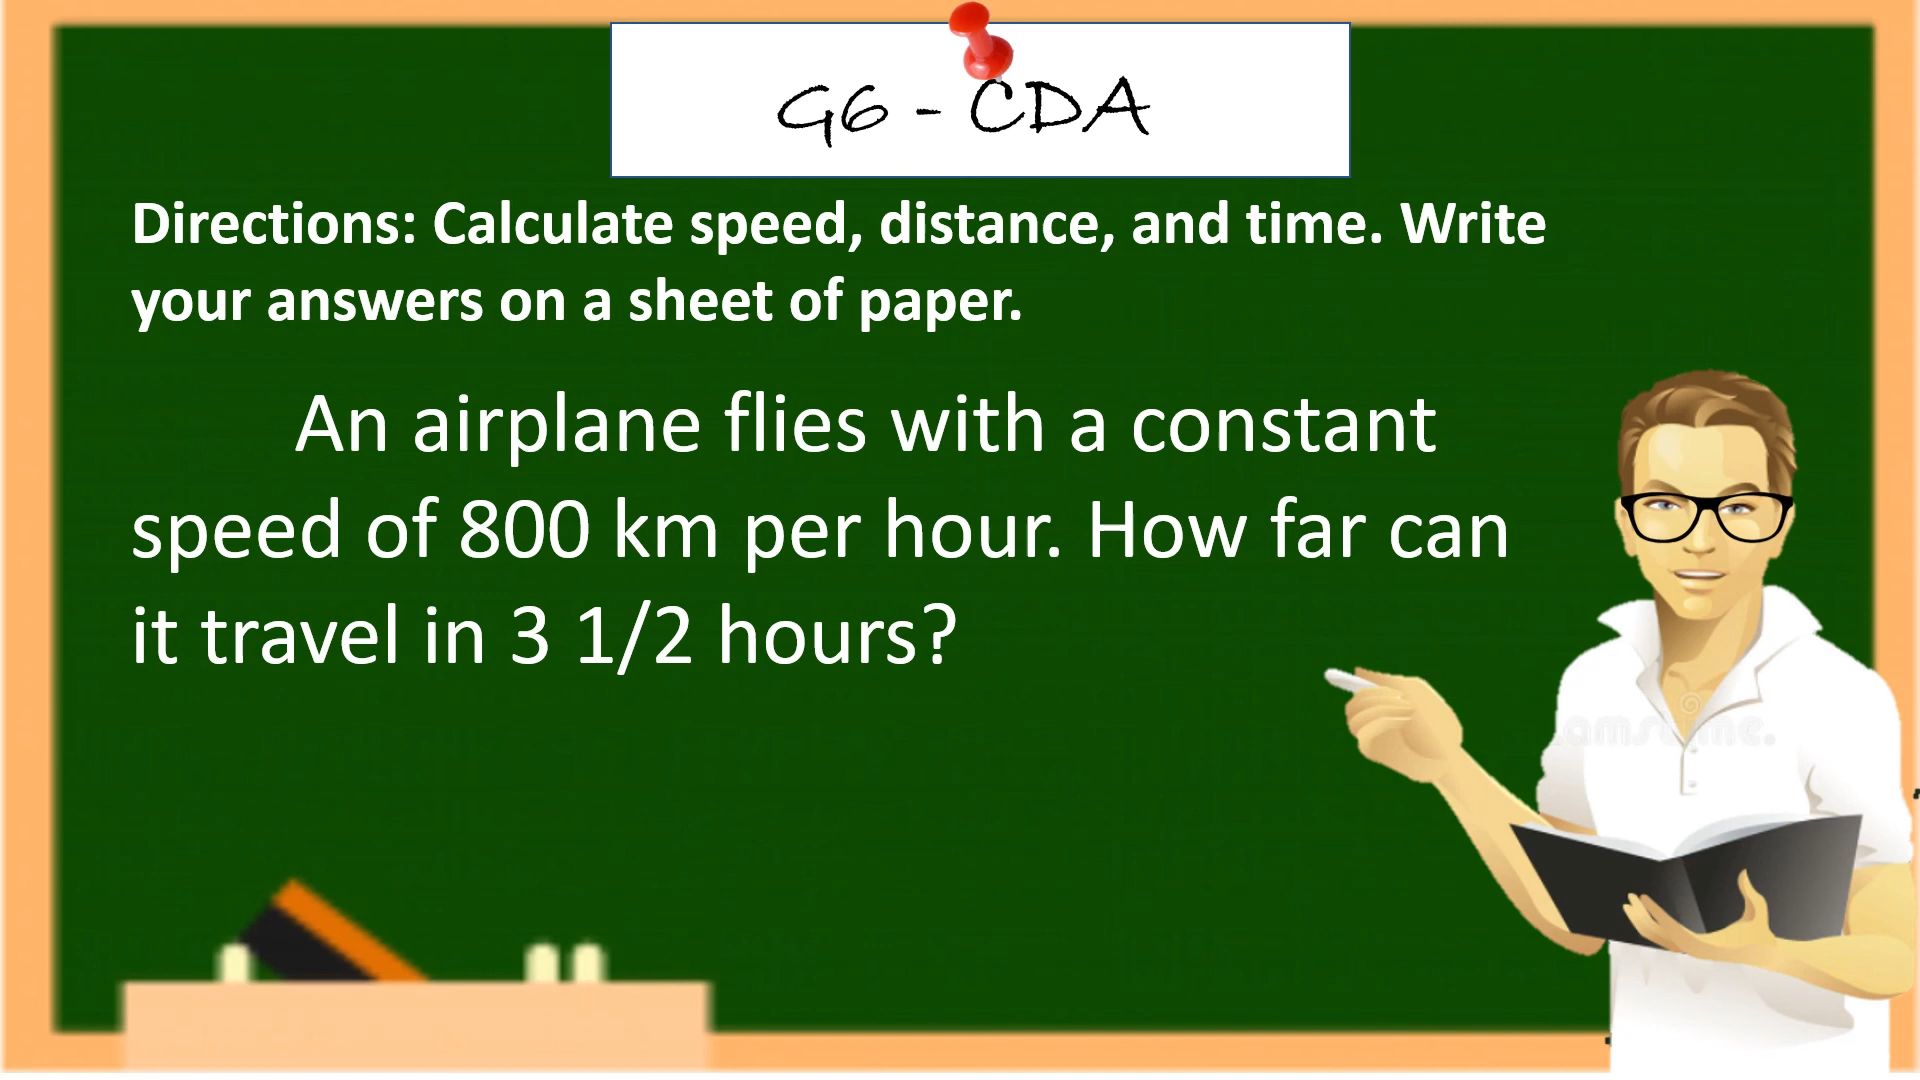 G6 - CDA
Directions: Calculate speed, distance, and time. Write
your answers on a sheet of paper.
An airplane flies with a constant
speed of 800 km per hour. How far can
it travel in 3 1/2 hours?